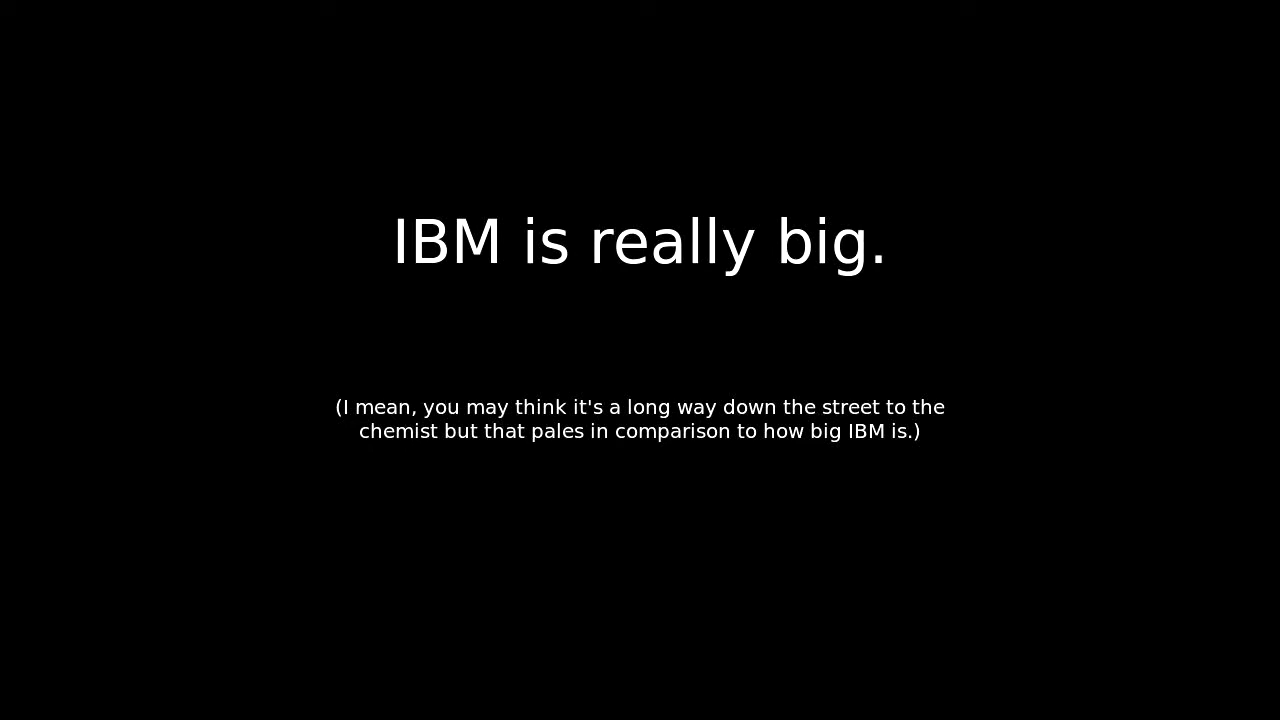 IBM is really big.
(I mean, you may think it's a long way down the street to the
chemist but that pales in comparison to how big IBM is.)